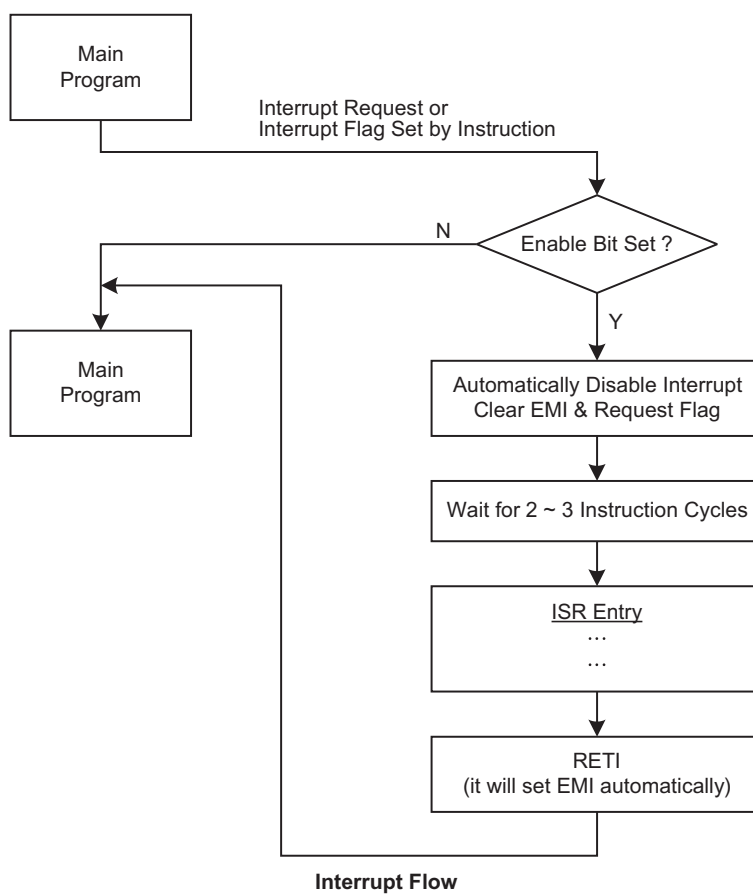 Main
Program
Interrupt Request or
Interrupt Flag Set by Instruction
N
Enable Bit Set ?
Y
Main
Program
Automatically Disable Interrupt
Clear EMI & Request Flag
Wait for 2 ~ 3 Instruction Cycles
ISR Entry
...
...
RETI
(it will set EMI automatically)
Interrupt Flow